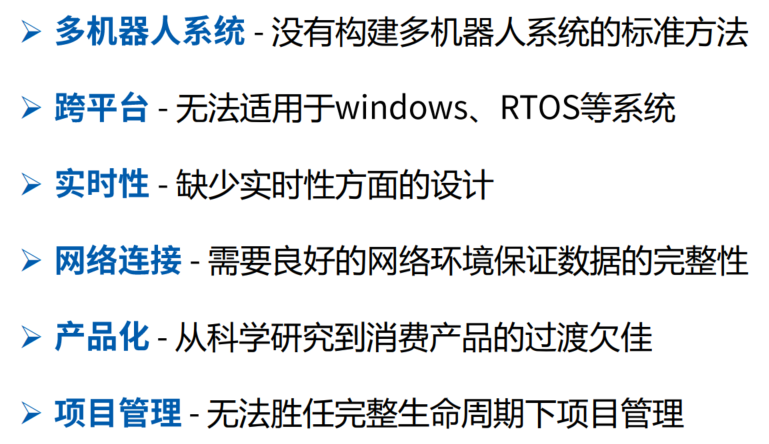 ➢ 多机器人系统 - 没有构建多机器人系统的标准方法
➢ 跨平台 - 无法适用于windows、RTOS等系统
➢ 实时性 - 缺少实时性方面的设计
➢ 网络连接 - 需要良好的网络环境保证数据的完整性
➢ 产品化 - 从科学研究到消费产品的过渡欠佳
➢ 项目管理 - 无法胜任完整生命周期下项目管理